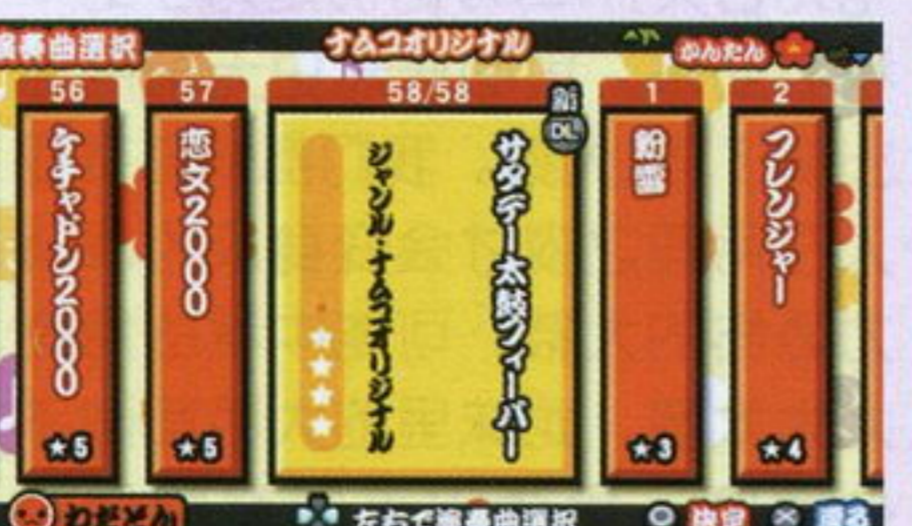 演奏曲選択
ナムコオリジナル
かんたん
56
ケチャドン2000
★5
57
恋文2000
★5
58/58
DL
サタデー太鼓フィーバー
ジャンル・ナムコオリジナル
★★★★
1
粉雪
★3
2
フレンジャー
★4
わだどん
左右で演奏曲選択
決定
戻る